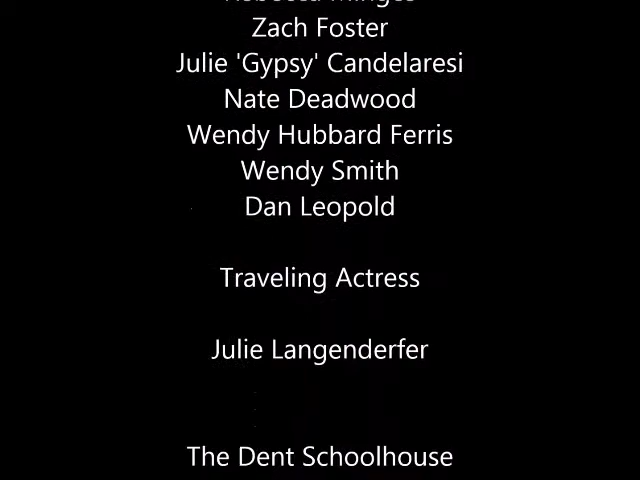 Zach Foster
Julie 'Gypsy' Candelaresi
Nate Deadwood
Wendy Hubbard Ferris
Wendy Smith
Dan Leopold
Traveling Actress
Julie Langenderfer
The Dent Schoolhouse